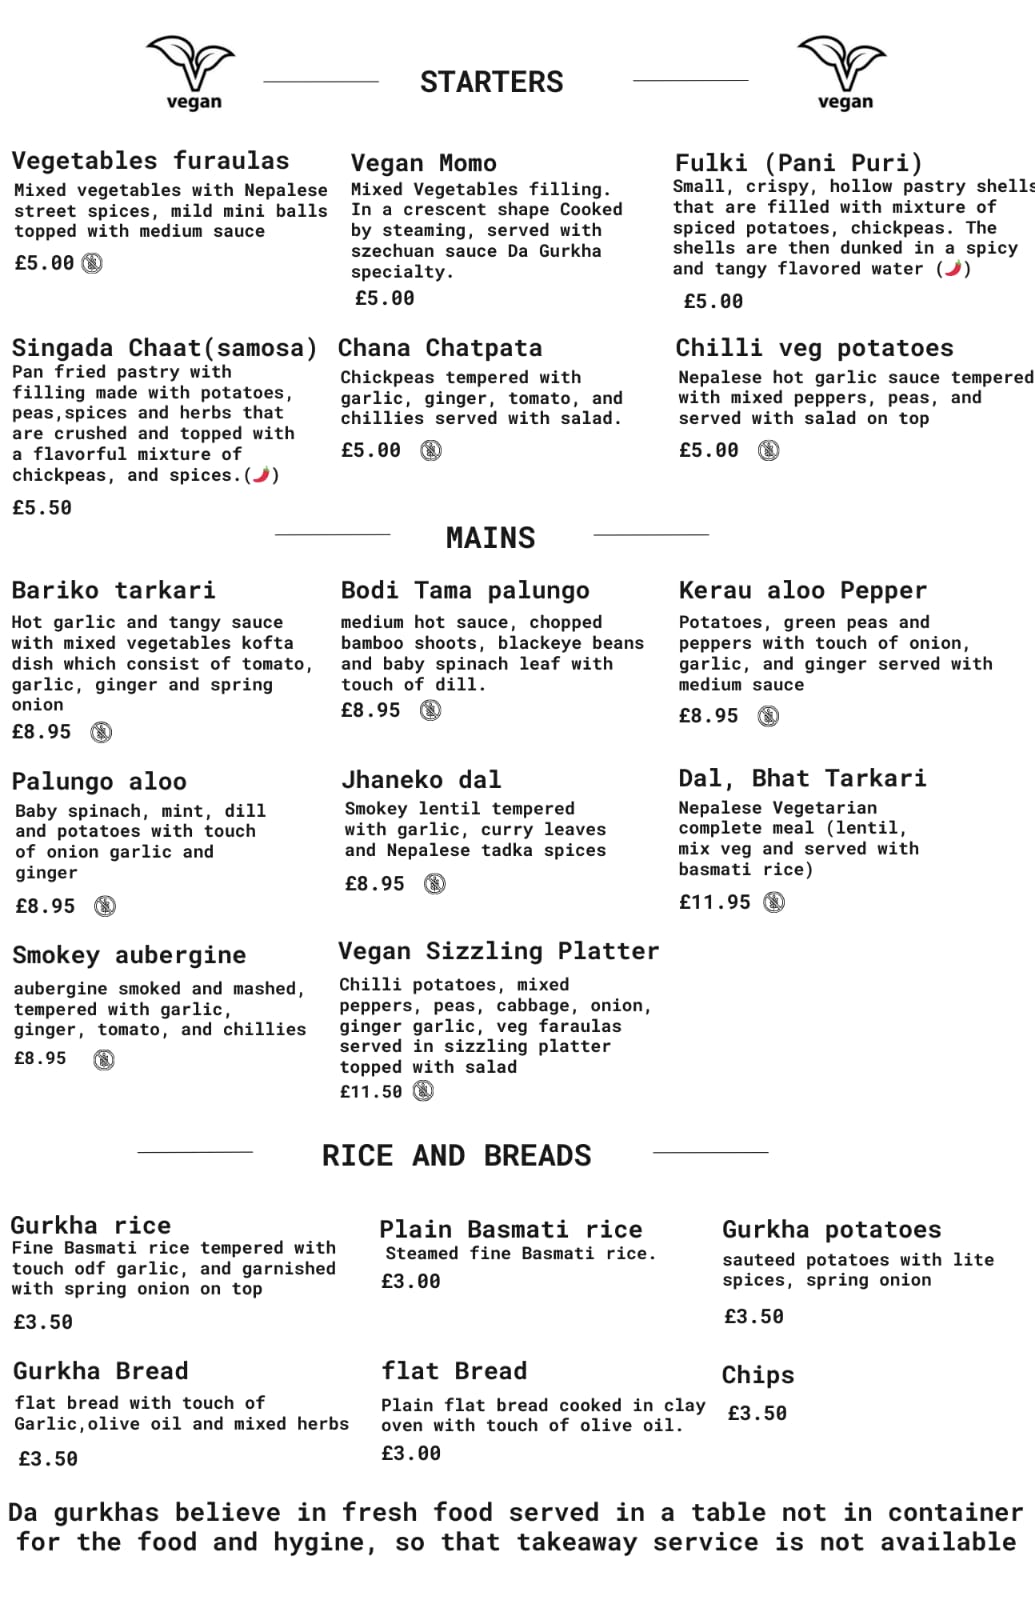 vegan
STARTERS
vegan
Vegetables furaulas
Mixed vegetables with Nepalese
street spices, mild mini balls
topped with medium sauce
£5.00
Vegan Momo
Mixed Vegetables filling.
In a crescent shape Cooked
by steaming, served with
szechuan sauce Da Gurkha
specialty.
£5.00
Fulki (Pani Puri)
Small, crispy, hollow pastry shells
that are filled with mixture of
spiced potatoes, chickpeas. The
shells are then dunked in a spicy
and tangy flavored water (🌶️)
£5.00
Singada Chaat(samosa)
Pan fried pastry with
filling made with potatoes,
peas,spices and herbs that
are crushed and topped with
a flavorful mixture of
chickpeas, and spices.(🌶️)
£5.50
Chana Chatpata
Chickpeas tempered with
garlic, ginger, tomato, and
chillies served with salad.
£5.00
Chilli veg potatoes
Nepalese hot garlic sauce tempered
with mixed peppers, peas, and
served with salad on top
£5.00
MAINS
Bariko tarkari
Hot garlic and tangy sauce
with mixed vegetables kofta
dish which consist of tomato,
garlic, ginger and spring
onion
£8.95
Bodi Tama palungo
medium hot sauce, chopped
bamboo shoots, blackeye beans
and baby spinach leaf with
touch of dill.
£8.95
Kerau aloo Pepper
Potatoes, green peas and
peppers with touch of onion,
garlic, and ginger served with
medium sauce
£8.95
Palungo aloo
Baby spinach, mint, dill
and potatoes with touch
of onion garlic and
ginger
£8.95
Jhaneko dal
Smokey lentil tempered
with garlic, curry leaves
and Nepalese tadka spices
£8.95
Dal, Bhat Tarkari
Nepalese Vegetarian
complete meal (lentil,
mix veg and served with
basmati rice)
£11.95
Smokey aubergine
aubergine smoked and mashed,
tempered with garlic,
ginger, tomato, and chillies
£8.95
Vegan Sizzling Platter
Chilli potatoes, mixed
peppers, peas, cabbage, onion,
ginger garlic, veg faraulas
served in sizzling platter
topped with salad
£11.50
RICE AND BREADS
Gurkha rice
Fine Basmati rice tempered with
touch odf garlic, and garnished
with spring onion on top
£3.50
Plain Basmati rice
Steamed fine Basmati rice.
£3.00
Gurkha potatoes
sauteed potatoes with lite
spices, spring onion
£3.50
Gurkha Bread
flat bread with touch of
Garlic,olive oil and mixed herbs
£3.50
flat Bread
Plain flat bread cooked in clay
oven with touch of olive oil.
£3.00
Chips
£3.50
Da gurkhas believe in fresh food served in a table not in container
for the food and hygine, so that takeaway service is not available